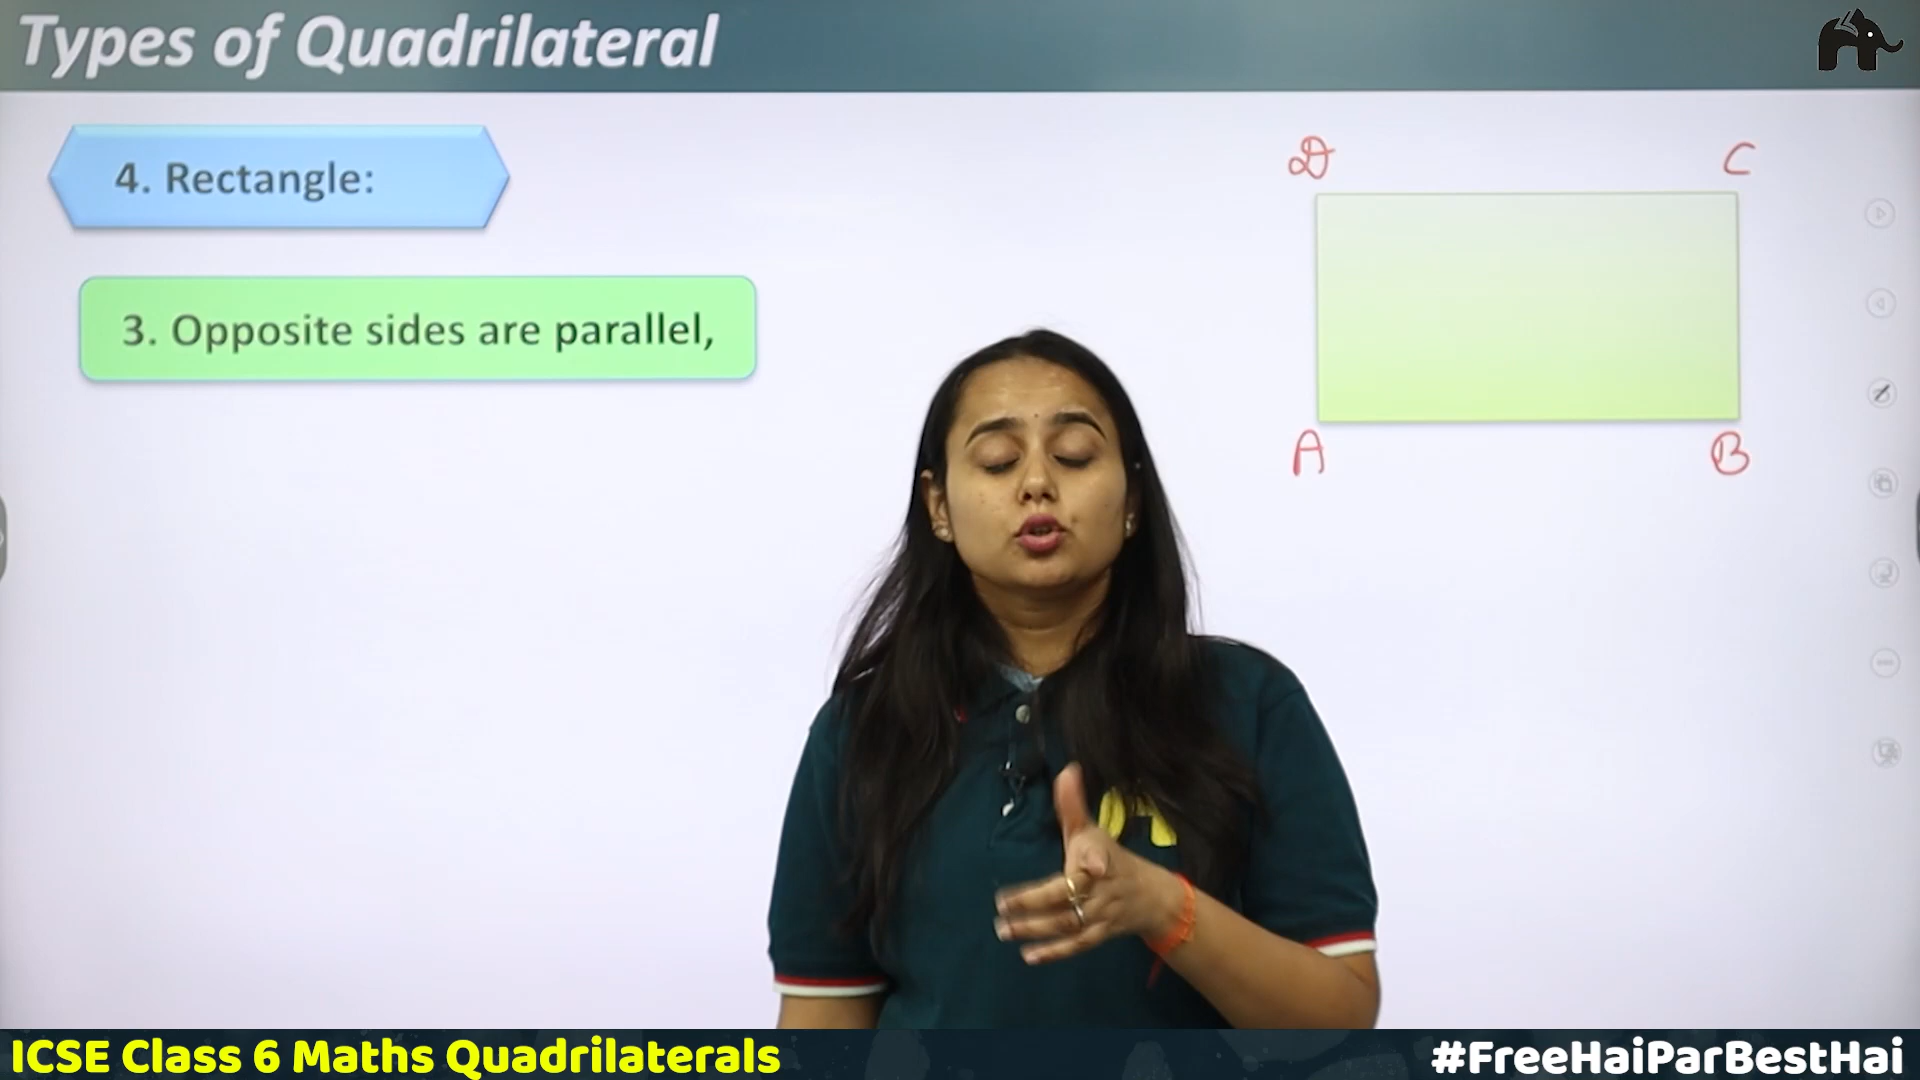 Types of Quadrilateral
4. Rectangle:
D C
3. Opposite sides are parallel,
A B
ICSE Class 6 Maths Quadrilaterals
#FreeHaiParBestHai